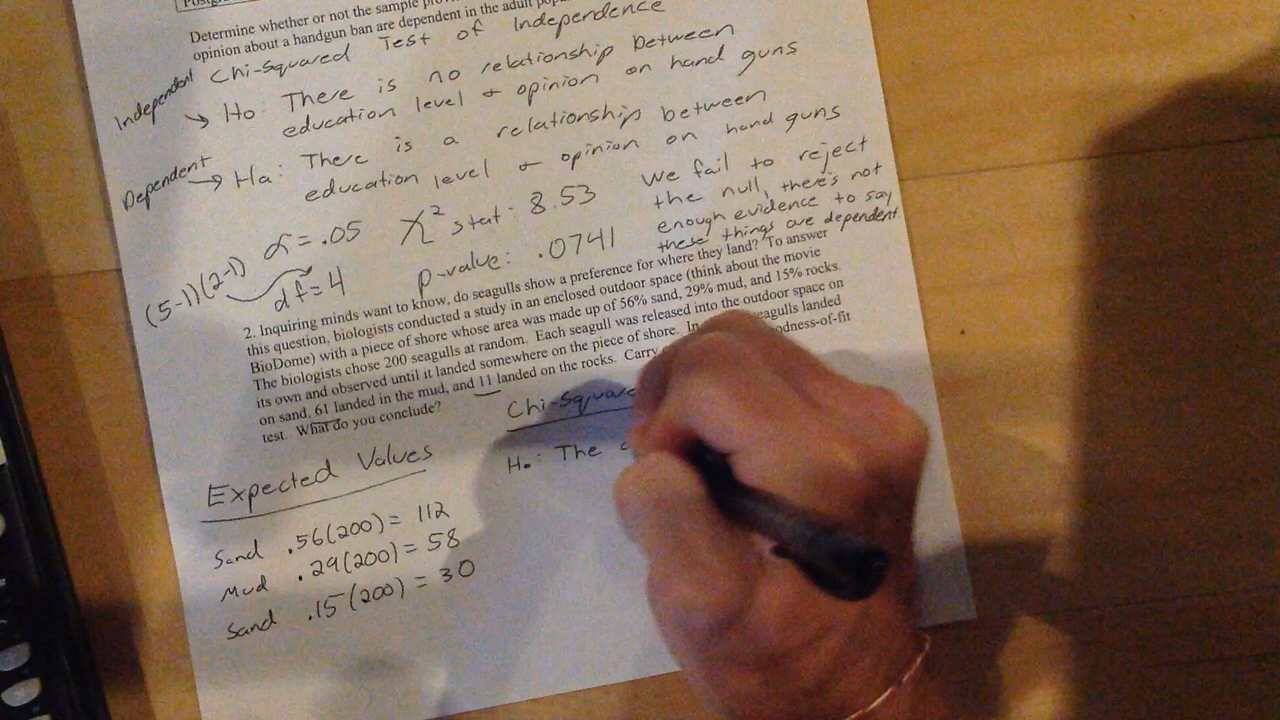 Determine whether or not the sample
opinion about a handgun ban are dependent in the adult
Chi-Squared Test of Independence
Independent → Ho: There is no relationship between
education level + opinion on hand guns
Dependent → Ha: There is a relationship between
education level + opinion on hand guns
α = .05 χ² stat: 8.53
(5-1)(2-1) df = 4 p-value: .0741
We fail to reject
the null, there's not
enough evidence to say
these things are dependent.
2. Inquiring minds want to know, do seagulls show a preference for where they land? To answer
this question, biologists conducted a study in an enclosed outdoor space (think about the movie
BioDome) with a piece of shore whose area was made up of 56% sand, 29% mud, and 15% rocks.
The biologists chose 200 seagulls at random. Each seagull was released into the outdoor space on
its own and observed until it landed somewhere on the piece of shore. In seagulls landed
on sand, 61 landed in the mud, and 11 landed on the rocks. Carry goodness-of-fit
test. What do you conclude?
Expected Values
Sand .56(200) = 112
Mud .29(200) = 58
Sand .15(200) = 30
Chi-Square
Ho: The